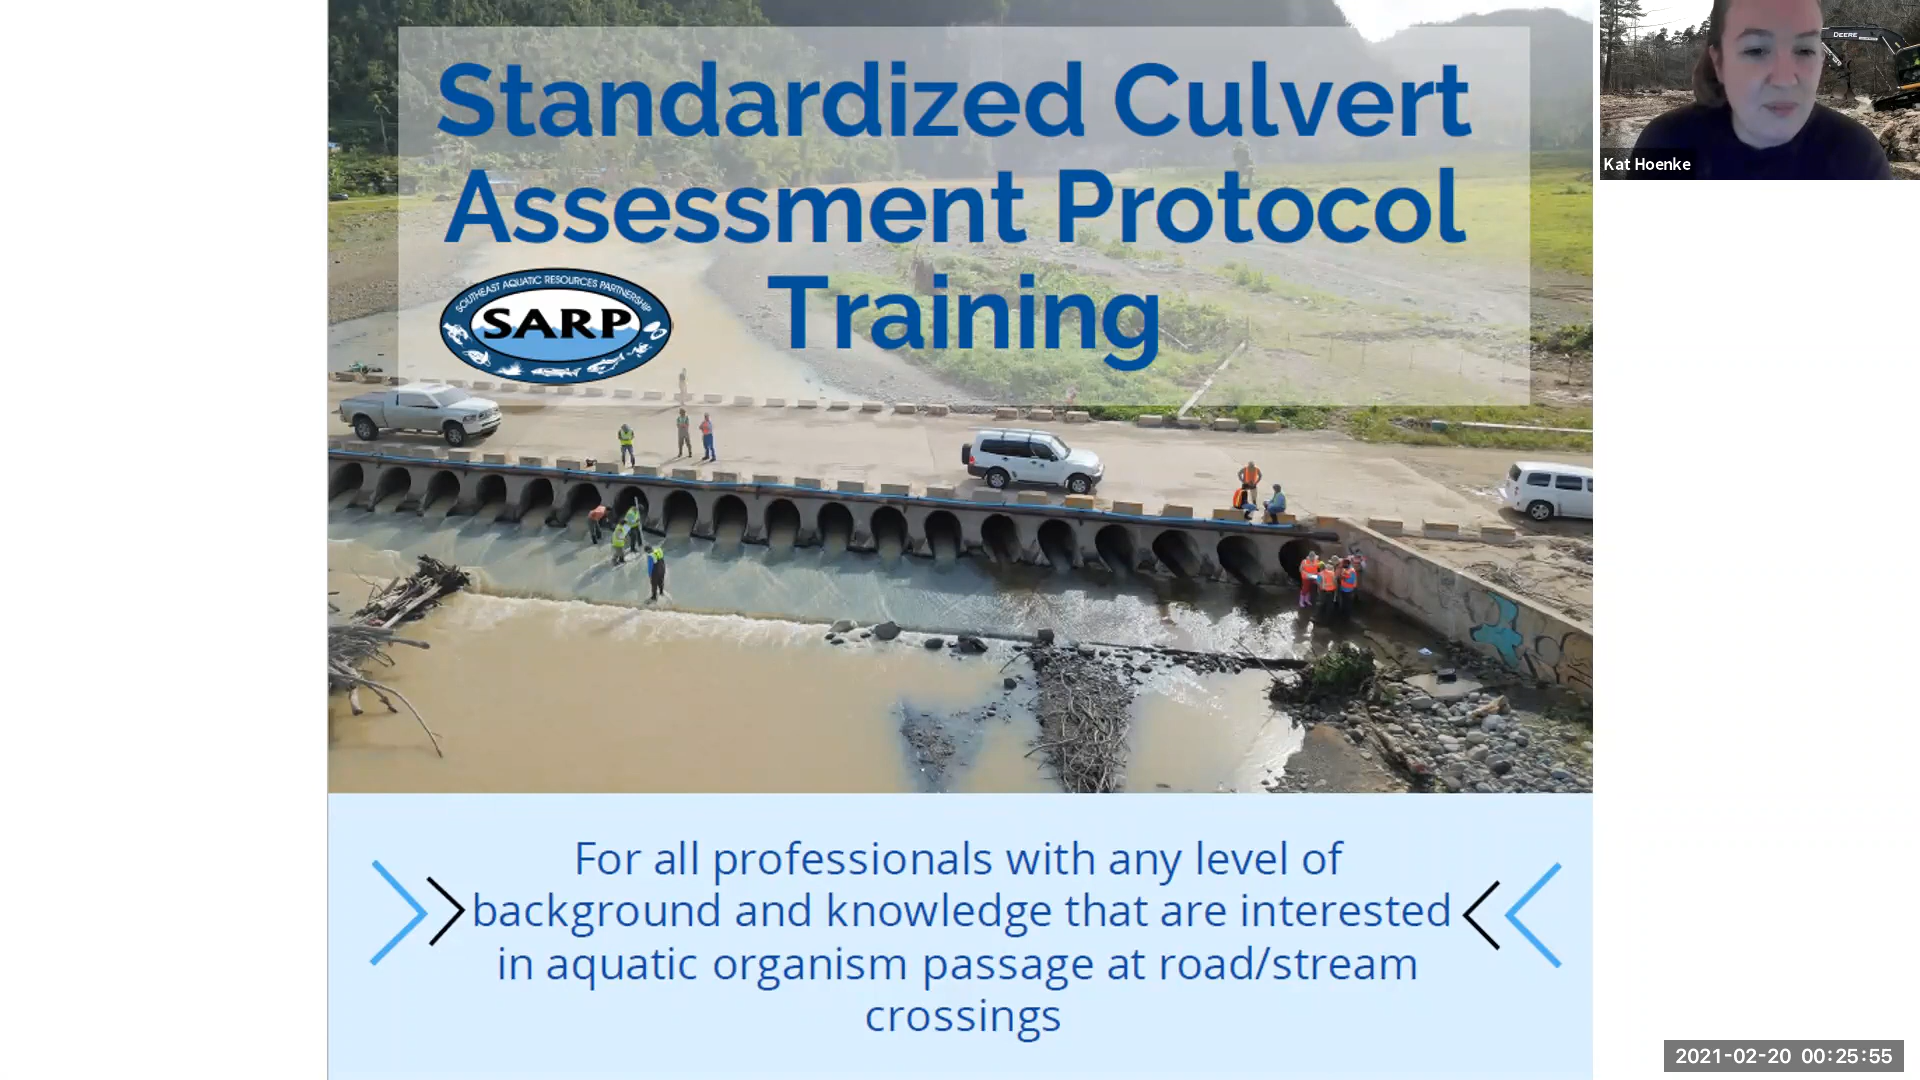 Standardized Culvert
Assessment Protocol
Training
SOUTHEAST AQUATIC RESOURCES PARTNERSHIP
SARP
For all professionals with any level of
background and knowledge that are interested
in aquatic organism passage at road/stream
crossings
DEERE
Kat Hoenke
2021-02-20 00:25:55